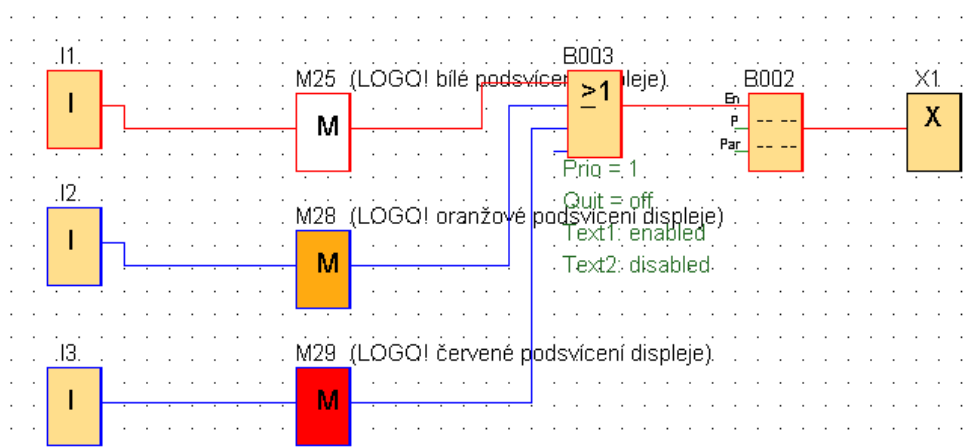 I1
I
M25 (LOGO! bílé podsvícení displeje)
M
B003
≥1
B002
En
P
Par
X1
X
Prio = 1
Quit = off
Text1: enabled
Text2: disabled
I2
I
M28 (LOGO! oranžové podsvícení displeje)
M
I3
I
M29 (LOGO! červené podsvícení displeje)
M